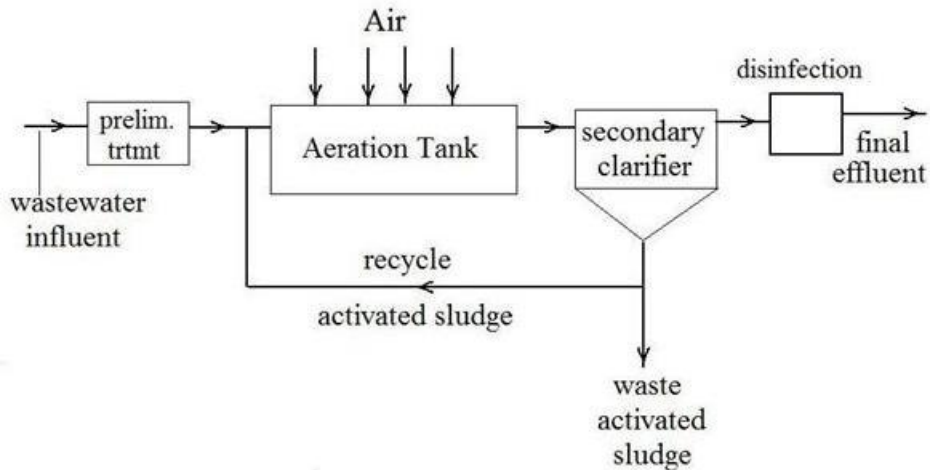 Air
disinfection
prelim.
trtmt
Aeration Tank
secondary
clarifier
final
effluent
wastewater
influent
recycle
activated sludge
waste
activated
sludge